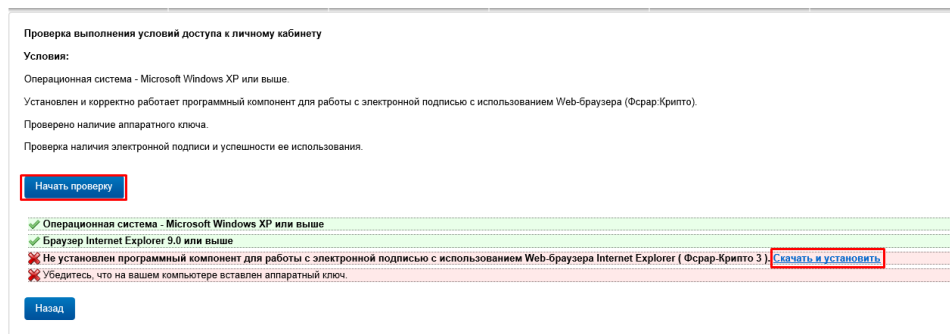 Проверка выполнения условий доступа к личному кабинету
Условия:
Операционная система - Microsoft Windows XP или выше.
Установлен и корректно работает программный компонент для работы с электронной подписью с использованием Web-браузера (Фсрар:Крипто).
Проверено наличие аппаратного ключа.
Проверка наличия электронной подписи и успешности ее использования.
Начать проверку
Операционная система - Microsoft Windows XP или выше
Браузер Internet Explorer 9.0 или выше
Не установлен программный компонент для работы с электронной подписью с использованием Web-браузера Internet Explorer ( Фсрар-Крипто 3 ). Скачать и установить
Убедитесь, что на вашем компьютере вставлен аппаратный ключ.
Назад